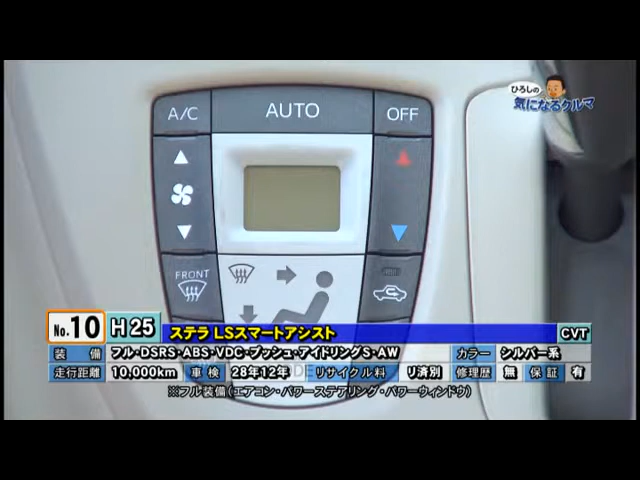 ひろしの
気になるクルマ
A/C AUTO OFF
FRONT
No.10 H25 ステラ LSスマートアシスト CVT
装備 フル・DSRS・ABS・VDC・プッシュ・アイドリングS・AW カラー シルバー系
走行距離 10,000km 車検 28年12年 リサイクル料 リ済別 修理歴 無 保証 有
※フル装備(エアコン・パワーステアリング・パワーウィンドウ)